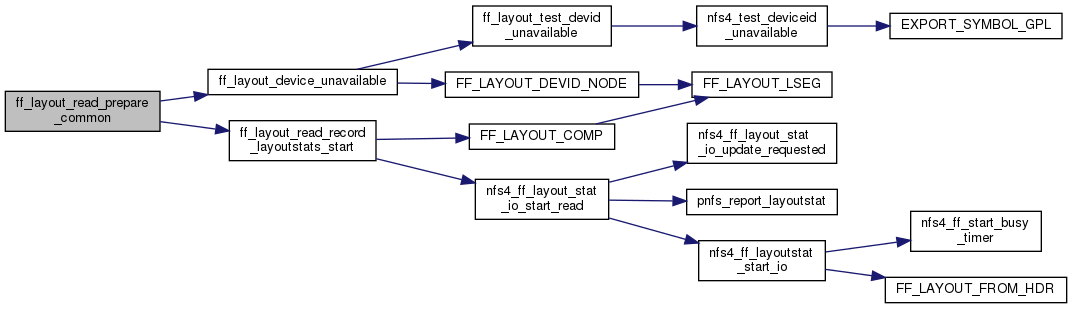 ff_layout_read_prepare
_common
ff_layout_device_unavailable
ff_layout_read_record
_layoutstats_start
ff_layout_test_devid
_unavailable
FF_LAYOUT_DEVID_NODE
FF_LAYOUT_COMP
nfs4_ff_layout_stat
_io_start_read
nfs4_test_deviceid
_unavailable
FF_LAYOUT_LSEG
nfs4_ff_layout_stat
_io_update_requested
pnfs_report_layoutstat
nfs4_ff_layoutstat
_start_io
EXPORT_SYMBOL_GPL
nfs4_ff_start_busy
_timer
FF_LAYOUT_FROM_HDR